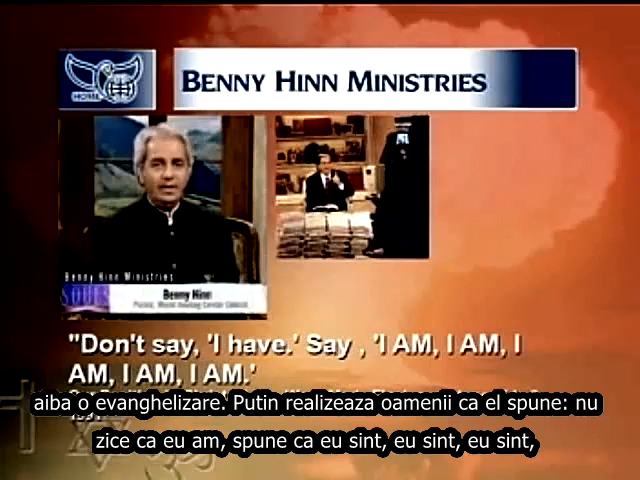 HOME
BENNY HINN MINISTRIES
Benny Hinn Ministries
SOULS
Benny Hinn
"Don't say, 'I have.' Say , 'I AM, I AM, I
AM, I AM, I AM.'
aiba o evanghelizare. Putin realizeaza oamenii ca el spune: nu
zice ca eu am, spune ca eu sint, eu sint, eu sint,